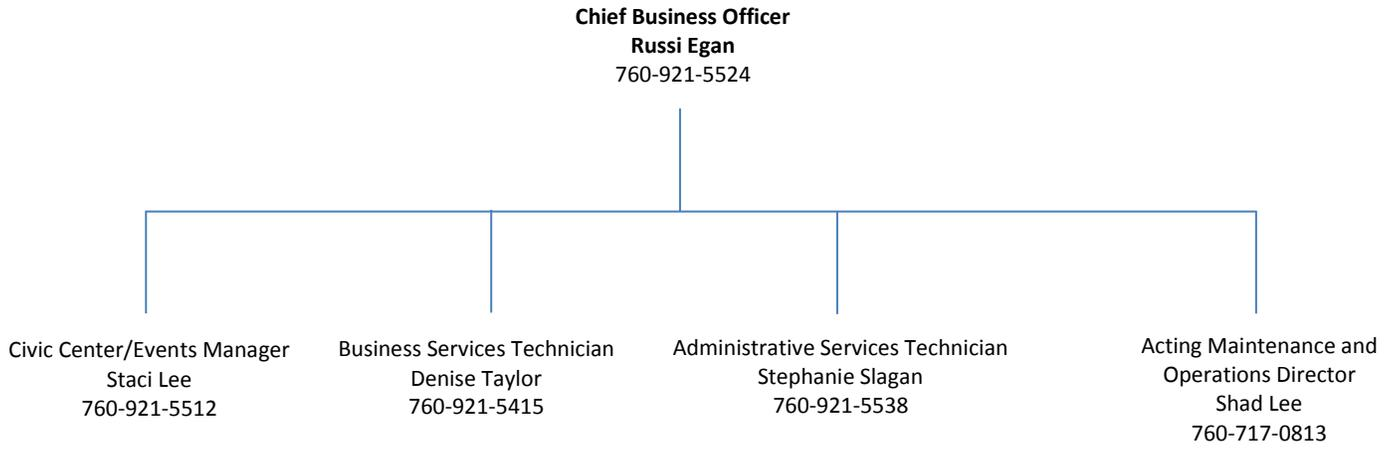 Chief Business Officer
Russi Egan
760-921-5524
Civic Center/Events Manager
Staci Lee
760-921-5512
Business Services Technician
Denise Taylor
760-921-5415
Administrative Services Technician
Stephanie Slagan
760-921-5538
Acting Maintenance and
Operations Director
Shad Lee
760-717-0813